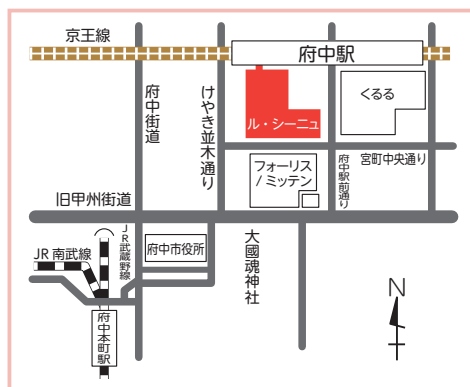 京王線
府中駅
府中街道
けやき並木通り
ル・シーニュ
くるる
フォーリス
/ミッテン
府中駅前通り
宮町中央通り
旧甲州街道
JR武蔵野線
府中市役所
大國魂神社
JR 南武線
府中本町駅
N